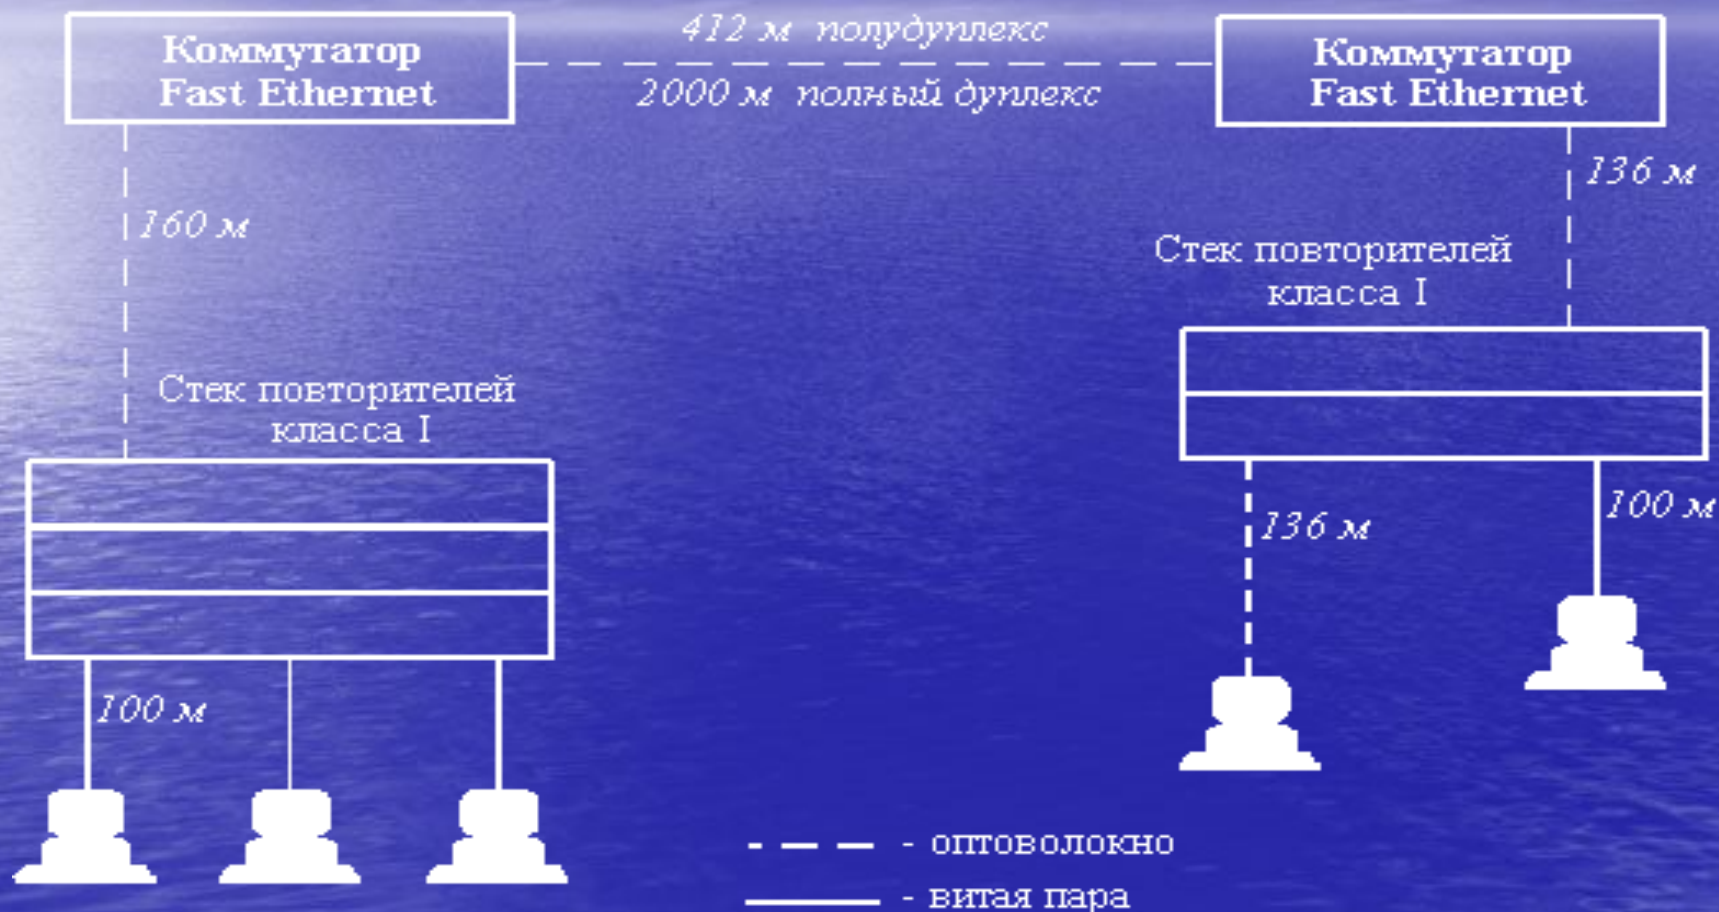 Коммутатор
Fast Ethernet
412 м полудуплекс
2000 м полный дуплекс
Коммутатор
Fast Ethernet
160 м
136 м
Стек повторителей
класса I
Стек повторителей
класса I
136 м
100 м
100 м
- оптоволокно
- витая пара